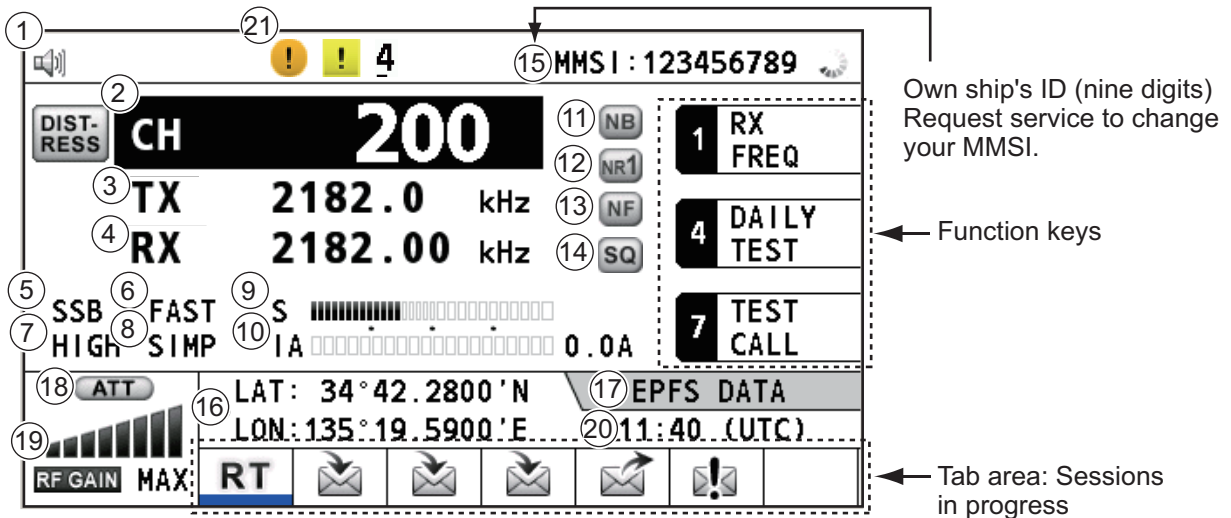 1
21
! ! 4
15 MMSI:123456789
Own ship's ID (nine digits)
Request service to change
your MMSI.
2
DIST-
RESS
CH 200
3 TX 2182.0 kHz
4 RX 2182.00 kHz
11 NB
12 NR1
13 NF
14 SQ
1 RX
FREQ
4 DAILY
TEST
7 TEST
CALL
Function keys
5 SSB 6 FAST 9 S
7 HIGH 8 SIMP 10 IA 0.0A
18 ATT
19
RF GAIN MAX
16 LAT: 34°42.2800'N
LON:135°19.5900'E
17 EPFS DATA
20 11:40 (UTC)
RT
!
Tab area: Sessions
in progress